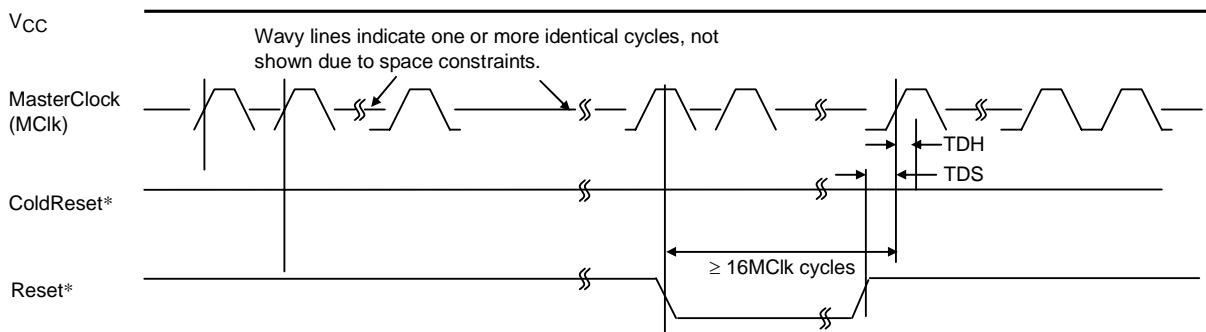 VCC
Wavy lines indicate one or more identical cycles, not
shown due to space constraints.
MasterClock
(MClk)
TDH
TDS
ColdReset*
≥ 16MClk cycles
Reset*